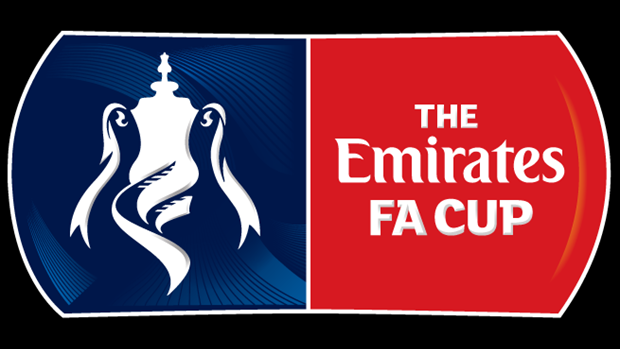 THE
Emirates
FA CUP